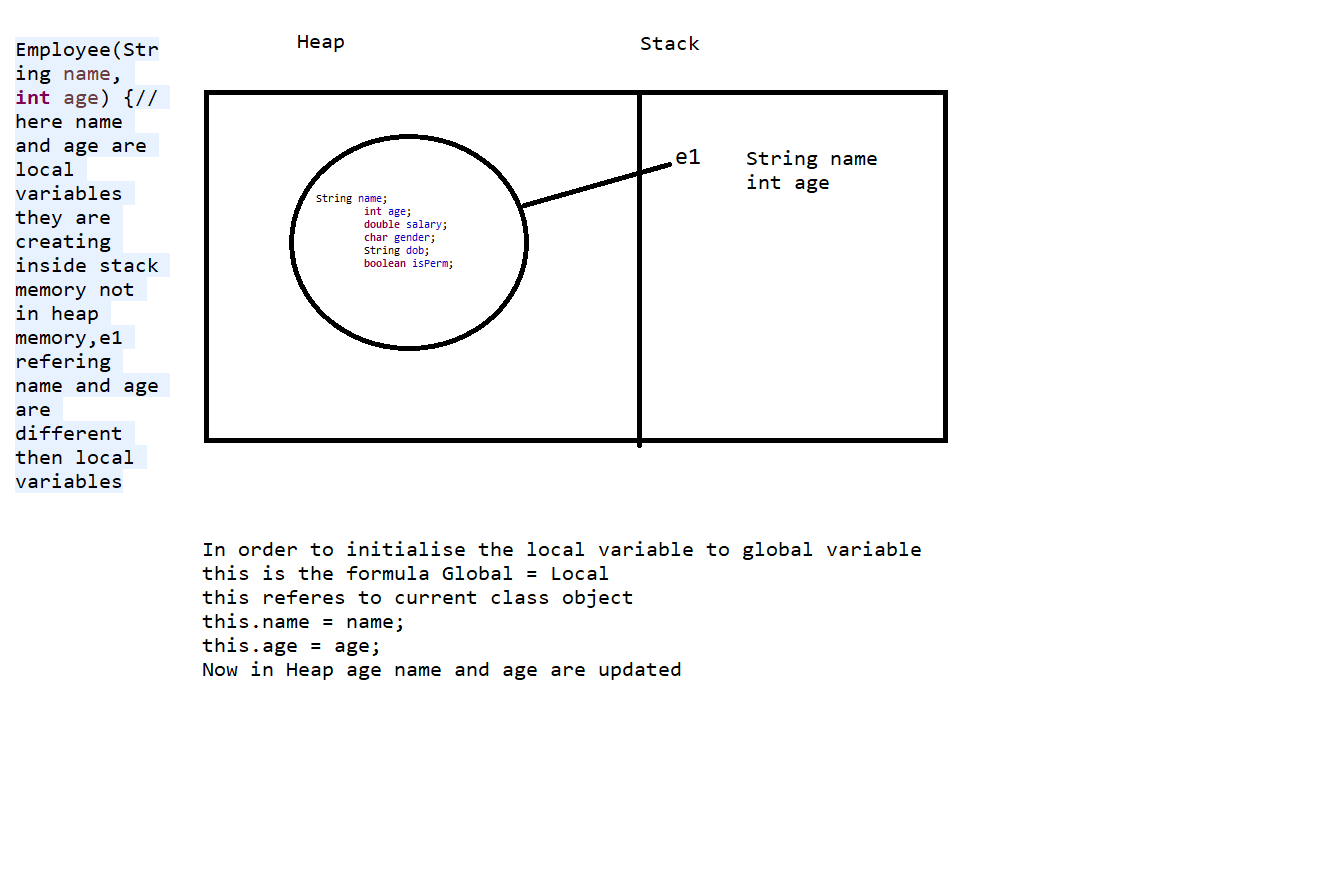 Heap
Stack
Employee(Str
ing name,
int age) {//
here name
and age are
local
variables
they are
creating
inside stack
memory not
in heap
memory,e1
refering
name and age
are
different
then local
variables
String name;
int age;
double salary;
char gender;
String dob;
boolean isPerm;
e1
String name
int age
In order to initialise the local variable to global variable
this is the formula Global = Local
this referes to current class object
this.name = name;
this.age = age;
Now in Heap age name and age are updated